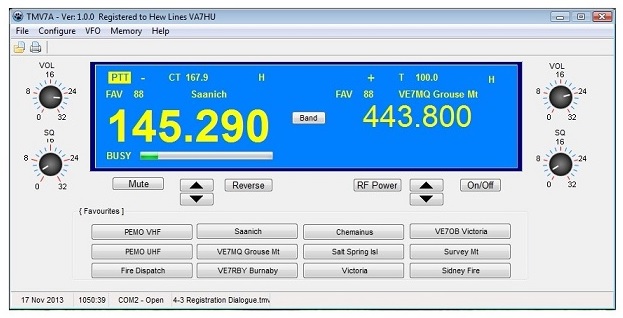 TMV7A - Ver: 1.0.0 Registered to Hew Lines VA7HU
File Configure VFO Memory Help
VOL
16
8 24
0 32
SQ
16
8 24
0 32
PTT - CT 167.9 H
FAV 88 Saanich
145.290
BUSY
Band
+ T 100.0 H
FAV 88 VE7MQ Grouse Mt
443.800
VOL
16
8 24
0 32
SQ
16
8 24
0 32
Mute Reverse RF Power On/Off
{ Favourites ]
PEMO VHF Saanich Chemainus VE7OB Victoria
PEMO UHF VE7MQ Grouse Mt Salt Spring Isl Survey Mt
Fire Dispatch VE7RBY Burnaby Victoria Sidney Fire
17 Nov 2013 1050:39 COM2 - Open 4-3 Registration Dialogue.tmv